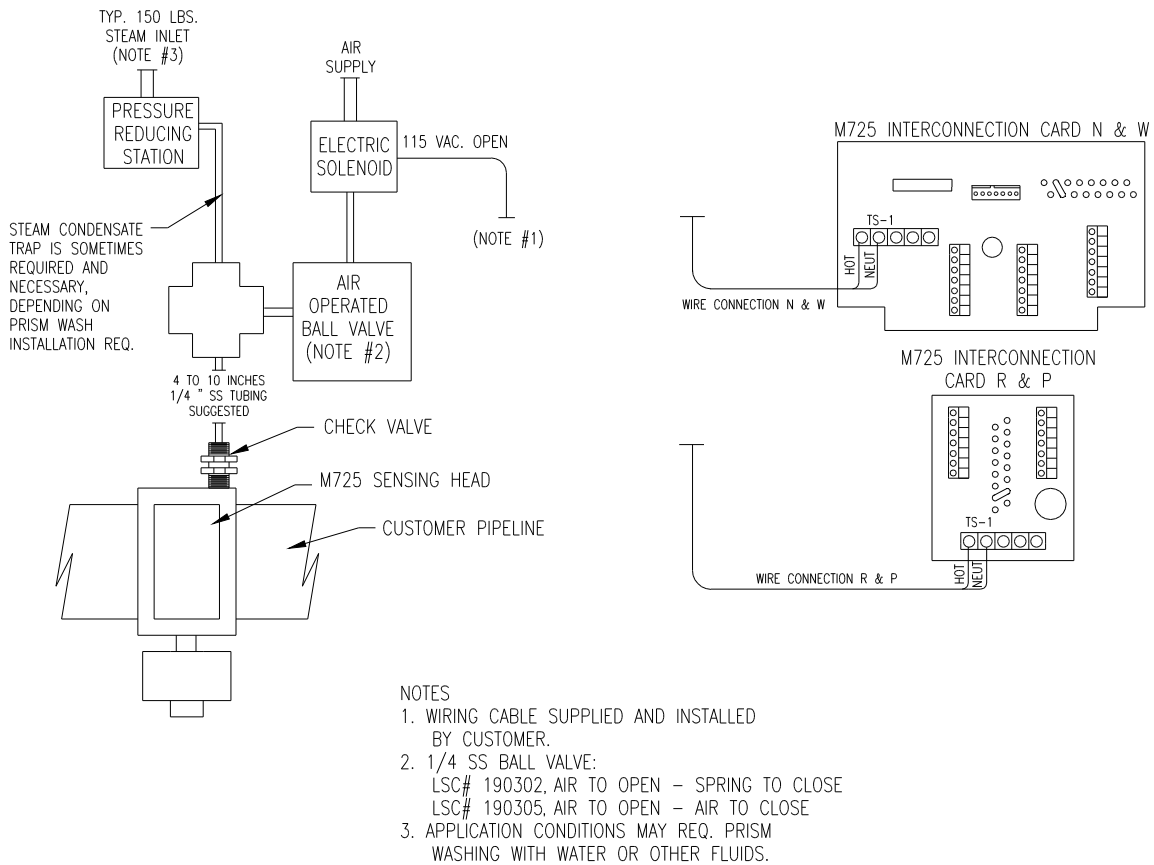 TYP. 150 LBS.
STEAM INLET
(NOTE #3)
AIR
SUPPLY
PRESSURE
REDUCING
STATION
ELECTRIC
SOLENOID
115 VAC. OPEN
(NOTE #1)
STEAM CONDENSATE
TRAP IS SOMETIMES
REQUIRED AND
NECESSARY,
DEPENDING ON
PRISM WASH
INSTALLATION REQ.
AIR
OPERATED
BALL VALVE
(NOTE #2)
4 TO 10 INCHES
1/4 " SS TUBING
SUGGESTED
CHECK VALVE
M725 SENSING HEAD
CUSTOMER PIPELINE
M725 INTERCONNECTION CARD N & W
TS-1
HOT
NEUT
WIRE CONNECTION N & W
M725 INTERCONNECTION
CARD R & P
TS-1
HOT
NEUT
WIRE CONNECTION R & P
NOTES
1. WIRING CABLE SUPPLIED AND INSTALLED
BY CUSTOMER.
2. 1/4 SS BALL VALVE:
LSC# 190302, AIR TO OPEN – SPRING TO CLOSE
LSC# 190305, AIR TO OPEN – AIR TO CLOSE
3. APPLICATION CONDITIONS MAY REQ. PRISM
WASHING WITH WATER OR OTHER FLUIDS.